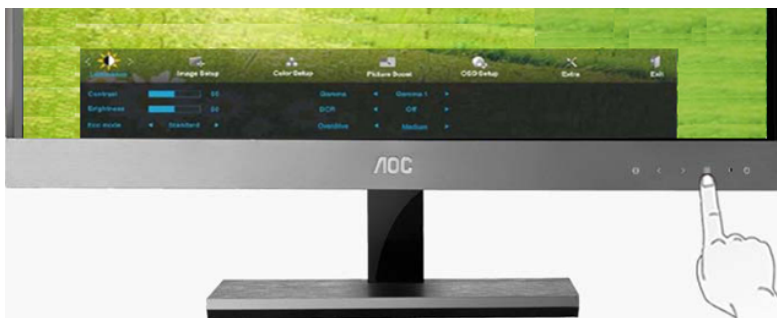 Luminance Image Setup Color Setup Picture Boost OSD Setup Extra Exit
Contrast 50 Gamma Gamma 1
Brightness 50 DCR Off
Eco mode Standard Overdrive Medium
AOC